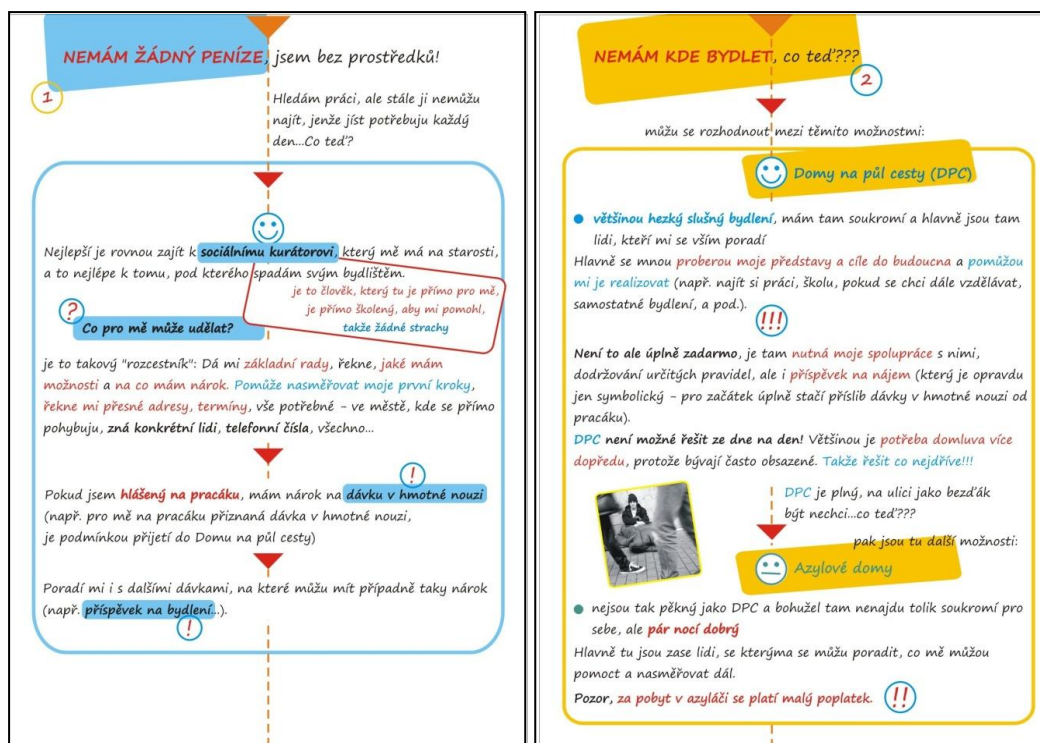 NEMÁM ŽÁDNÝ PENÍZE, jsem bez prostředků!
1
Hledám práci, ale stále ji nemůžu
najít, jenže jíst potřebuju každý
den...Co teď?
Nejlepší je rovnou zajít k sociálnímu kurátorovi, který mě má na starosti,
a to nejlépe k tomu, pod kterého spadám svým bydlištěm.
je to člověk, který tu je přímo pro mě,
je přímo školený, aby mi pomohl,
takže žádné strachy
?
Co pro mě může udělat?
je to takový "rozcestník": Dá mi základní rady, řekne, jaké mám
možnosti a na co mám nárok. Pomůže nasměřovat moje první kroky,
řekne mi přesné adresy, termíny, vše potřebné - ve městě, kde se přímo
pohybuju, zná konkrétní lidi, telefonní čísla, všechno...
!
Pokud jsem hlášený na pracáku, mám nárok na dávku v hmotné nouzi
(např. pro mě na pracáku přiznaná dávka v hmotné nouzi,
je podmínkou přijetí do Domu na půl cesty)
Poradí mi i s dalšími dávkami, na které můžu mít případně taky nárok
(např. příspěvek na bydlení...).
!
NEMÁM KDE BYDLET, co teď???
2
můžu se rozhodnout mezi těmito možnostmi:
Domy na půl cesty (DPC)
většinou hezký slušný bydlení, mám tam soukromí a hlavně jsou tam
lidi, kteří mi se vším poradí
Hlavně se mnou proberou moje představy a cíle do budoucna a pomůžou
mi je realizovat (např. najít si práci, školu, pokud se chci dále vzdělávat,
samostatné bydlení, a pod.).
!!!
Není to ale úplně zadarmo, je tam nutná moje spolupráce s nimi,
dodržování určitých pravidel, ale i příspěvek na nájem (který je opravdu
jen symbolický - pro začátek úplně stačí příslib dávky v hmotné nouzi od
pracáku).
DPC není možné řešit ze dne na den! Většinou je potřeba domluva více
dopředu, protože bývají často obsazené. Takže řešit co nejdříve!!!
DPC je plný, na ulici jako bezďák
být nechci...co teď???
pak jsou tu další možnosti:
Azylové domy
nejsou tak pěkný jako DPC a bohužel tam nenajdu tolik soukromí pro
sebe, ale pár nocí dobrý
Hlavně tu jsou zase lidi, se kterýma se můžu poradit, co mě můžou
pomoct a nasměřovat dál.
Pozor, za pobyt v azyláči se platí malý poplatek.
!!